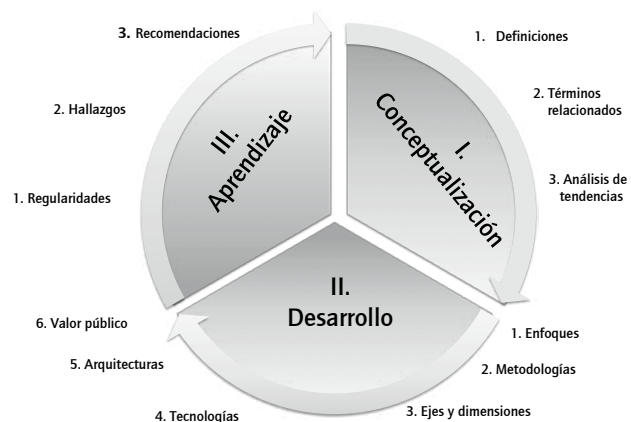 I.
Conceptualización
1. Definiciones
2. Términos
relacionados
3. Análisis de
tendencias
II.
Desarrollo
1. Enfoques
2. Metodologías
3. Ejes y dimensiones
4. Tecnologías
5. Arquitecturas
6. Valor público
III.
Aprendizaje
1. Regularidades
2. Hallazgos
3. Recomendaciones